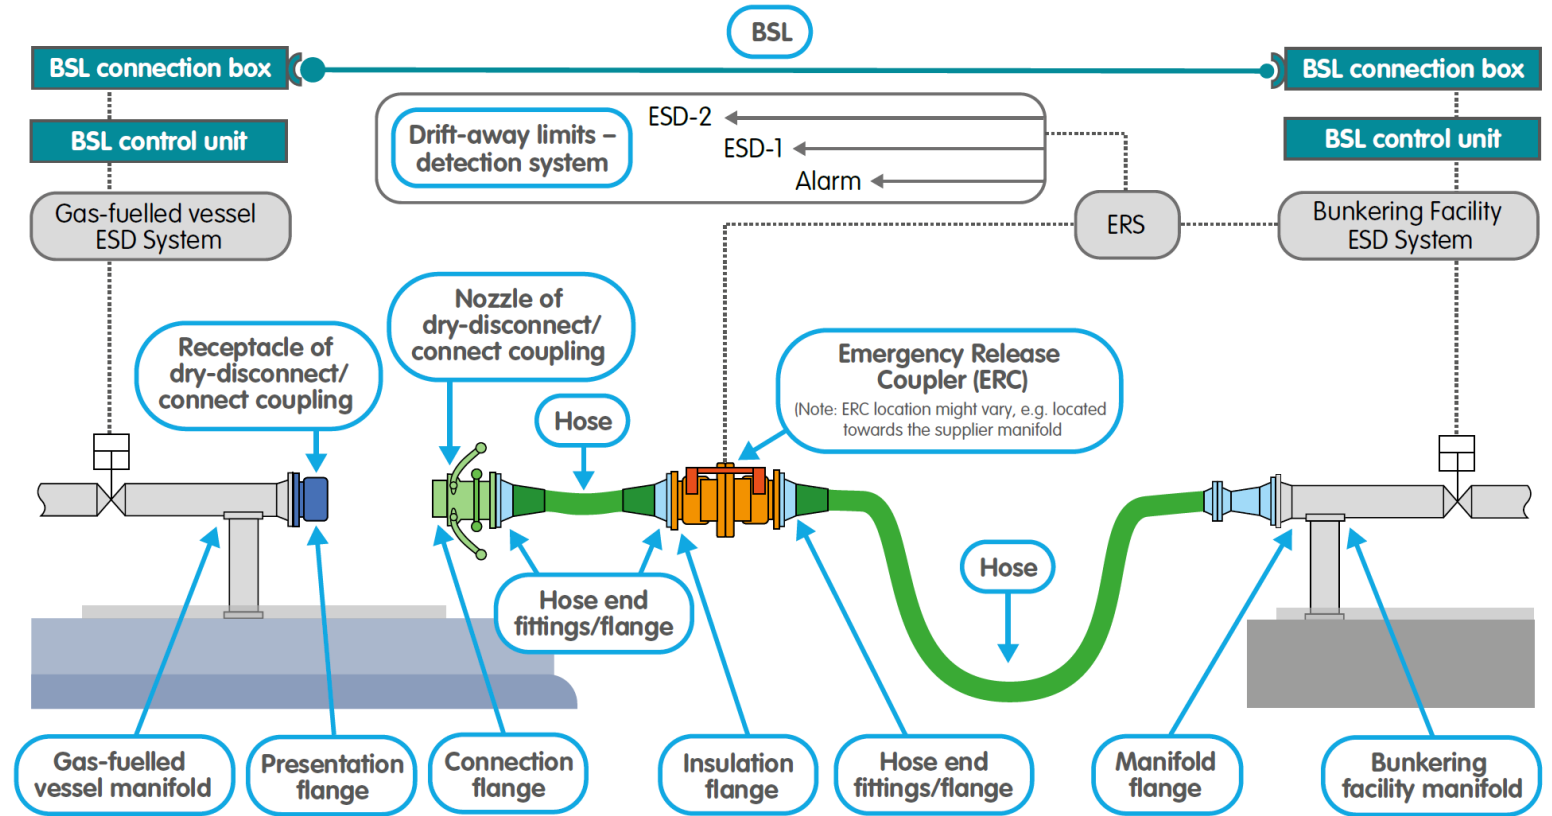 BSL
BSL connection box
BSL connection box
BSL control unit
BSL control unit
Drift-away limits –
detection system
ESD-2
ESD-1
Alarm
Gas-fuelled vessel
ESD System
ERS
Bunkering Facility
ESD System
Receptacle of
dry-disconnect/
connect coupling
Nozzle of
dry-disconnect/
connect coupling
Hose
Emergency Release
Coupler (ERC)
(Note: ERC location might vary, e.g. located
towards the supplier manifold
Hose end
fittings/flange
Hose
Gas-fuelled
vessel manifold
Presentation
flange
Connection
flange
Insulation
flange
Hose end
fittings/flange
Manifold
flange
Bunkering
facility manifold